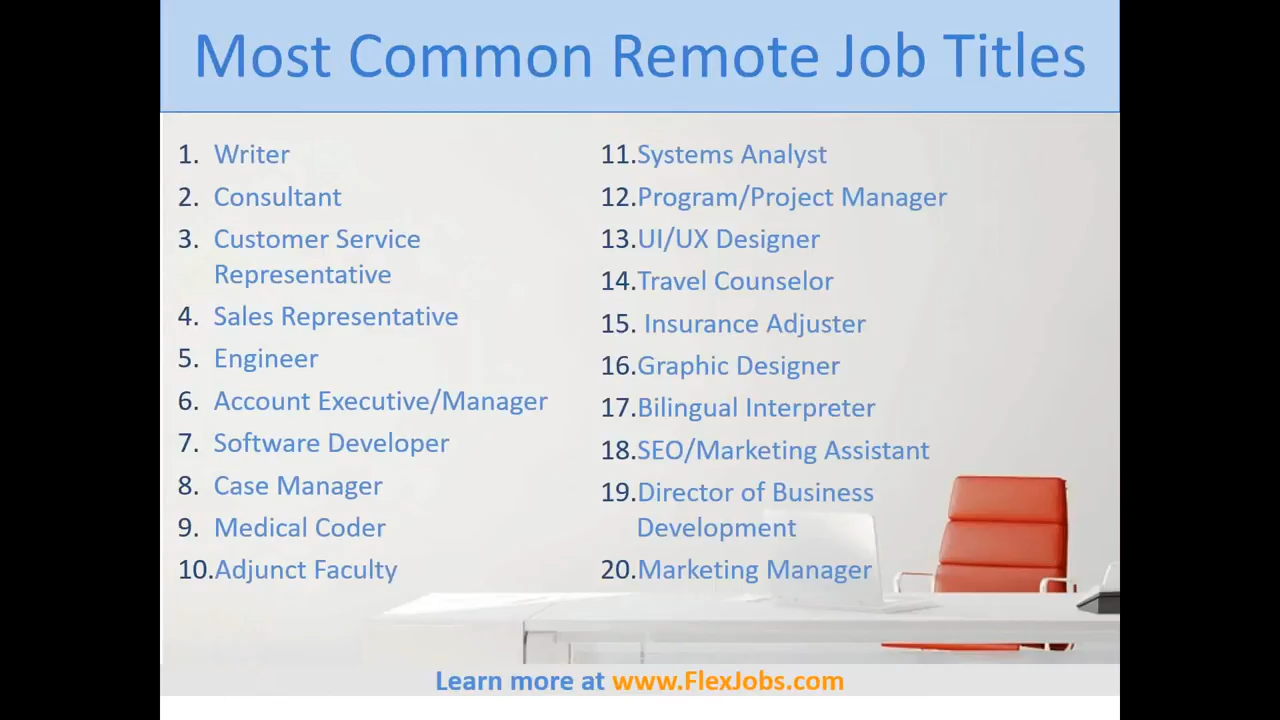 Most Common Remote Job Titles
1. Writer
2. Consultant
3. Customer Service
Representative
4. Sales Representative
5. Engineer
6. Account Executive/Manager
7. Software Developer
8. Case Manager
9. Medical Coder
10.Adjunct Faculty
11.Systems Analyst
12.Program/Project Manager
13.UI/UX Designer
14.Travel Counselor
15. Insurance Adjuster
16.Graphic Designer
17.Bilingual Interpreter
18.SEO/Marketing Assistant
19.Director of Business
Development
20.Marketing Manager
Learn more at www.FlexJobs.com